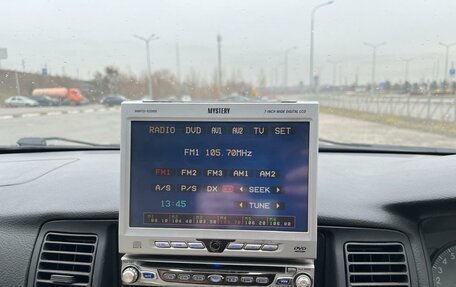 MYSTERY
7-INCH WIDE DIGITAL LCD
RADIO DVD AV1 AV2 TV SET
FM1 105.70MHz
FM1 FM2 FM3 AM1 AM2
A/S P/S DX SEEK
13:45 TUNE
MYSTERY
DVD